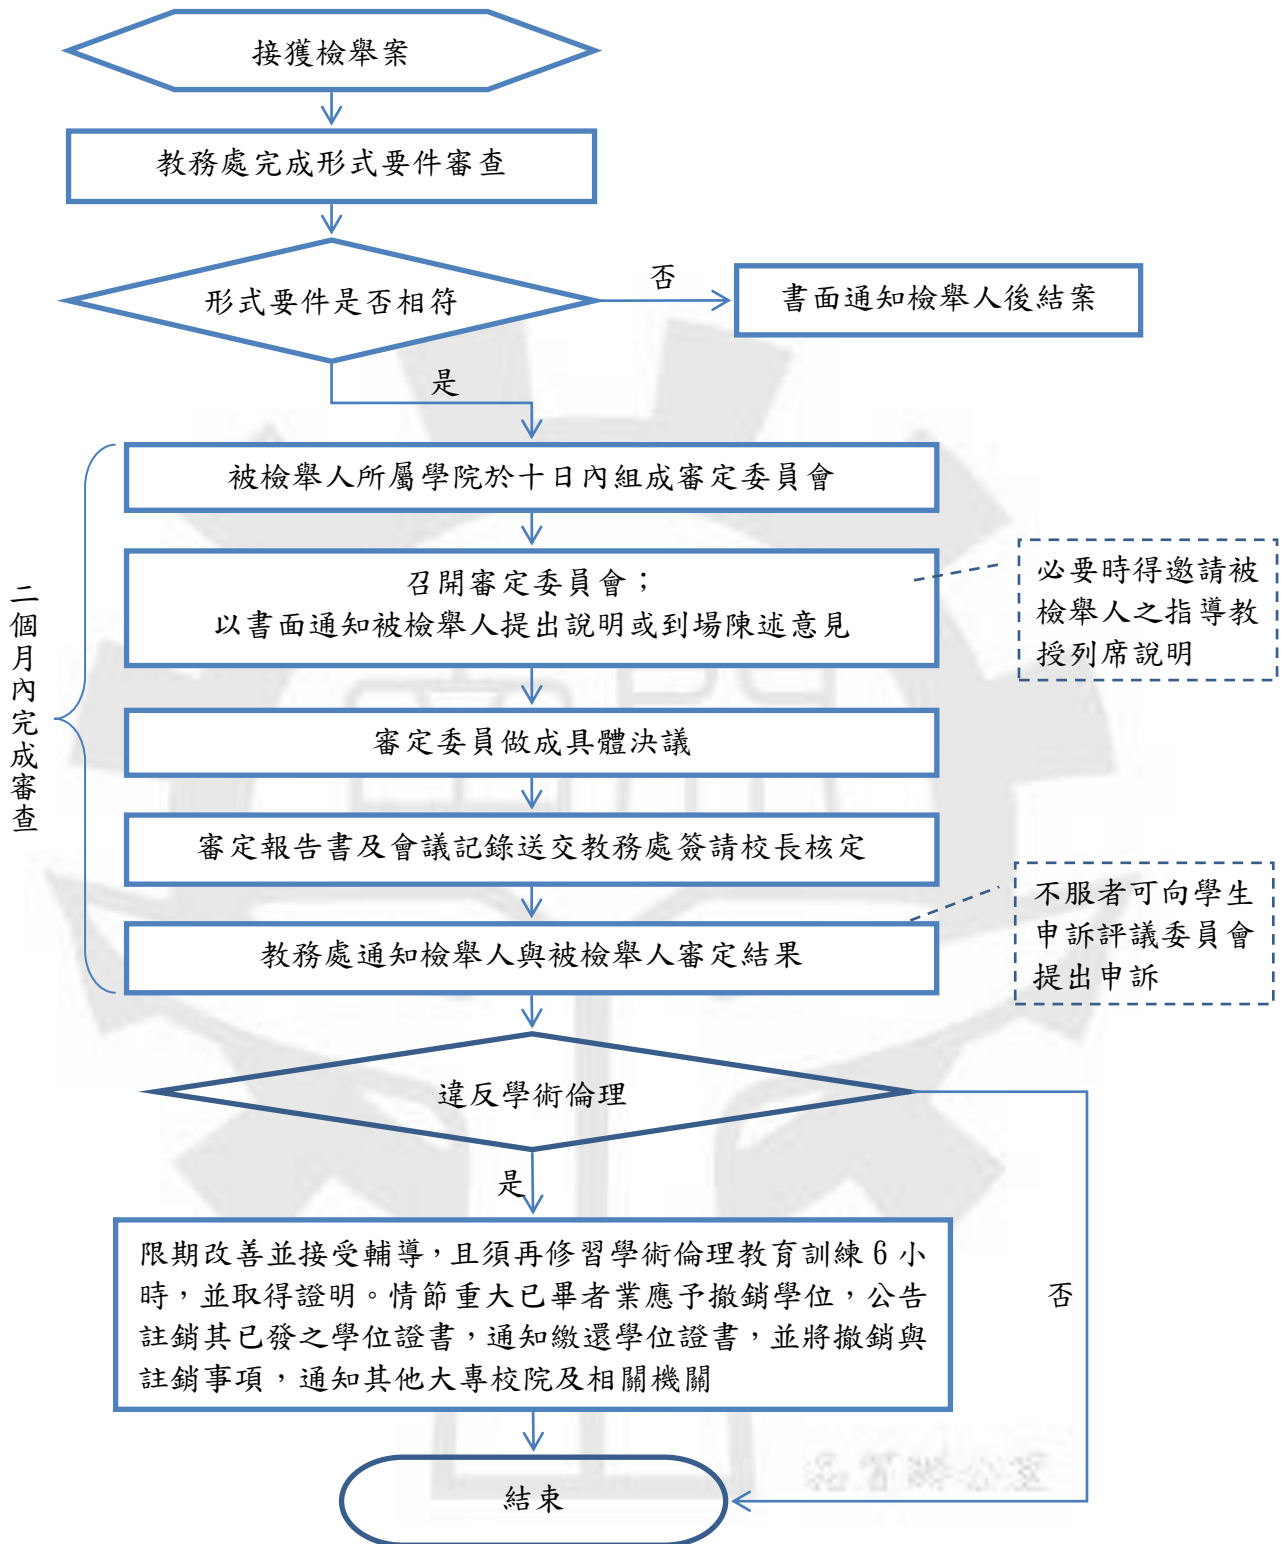 接獲檢舉案
教務處完成形式要件審查
形式要件是否相符
否
書面通知檢舉人後結案
是
二個月內完成審查
被檢舉人所屬學院於十日內組成審定委員會
召開審定委員會；
以書面通知被檢舉人提出說明或到場陳述意見
必要時得邀請被
檢舉人之指導教
授列席說明
審定委員做成具體決議
審定報告書及會議記錄送交教務處簽請校長核定
教務處通知檢舉人與被檢舉人審定結果
不服者可向學生
申訴評議委員會
提出申訴
違反學術倫理
是
否
限期改善並接受輔導，且須再修習學術倫理教育訓練 6 小
時，並取得證明。情節重大已畢者業應予撤銷學位，公告
註銷其已發之學位證書，通知繳還學位證書，並將撤銷與
註銷事項，通知其他大專校院及相關機關
結束